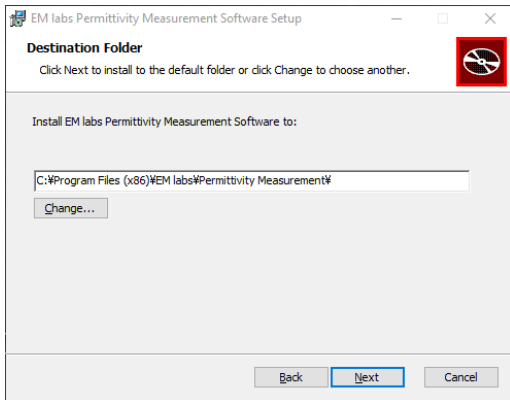 EM labs Permittivity Measurement Software Setup
Destination Folder
Click Next to install to the default folder or click Change to choose another.
Install EM labs Permittivity Measurement Software to:
C:¥Program Files (x86)¥EM labs¥Permittivity Measurement¥
Change...
Back Next Cancel